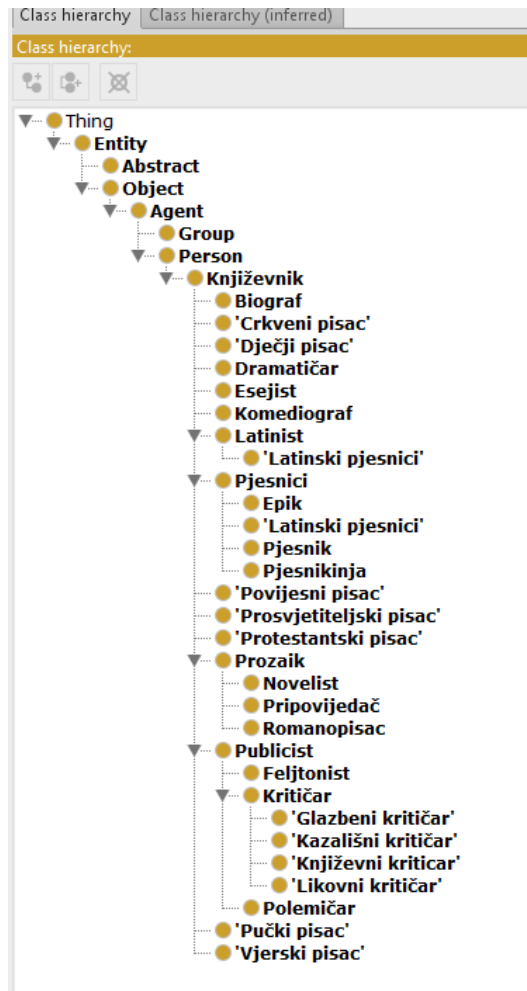 Class hierarchy Class hierarchy (inferred)
Class hierarchy:
Thing
Entity
Abstract
Object
Agent
Group
Person
Književnik
Biograf
'Crkveni pisac'
'Dječji pisac'
Dramatičar
Esejist
Komediograf
Latinist
'Latinski pjesnici'
Pjesnici
Epik
'Latinski pjesnici'
Pjesnik
Pjesnikinja
'Povijesni pisac'
'Prosvjetiteljski pisac'
'Protestantski pisac'
Prozaik
Novelist
Pripovijedač
Romanopisac
Publicist
Feljtonist
Kritičar
'Glazbeni kritičar'
'Kazališni kritičar'
'Književni kriticar'
'Likovni kritičar'
Polemičar
'Pučki pisac'
'Vjerski pisac'